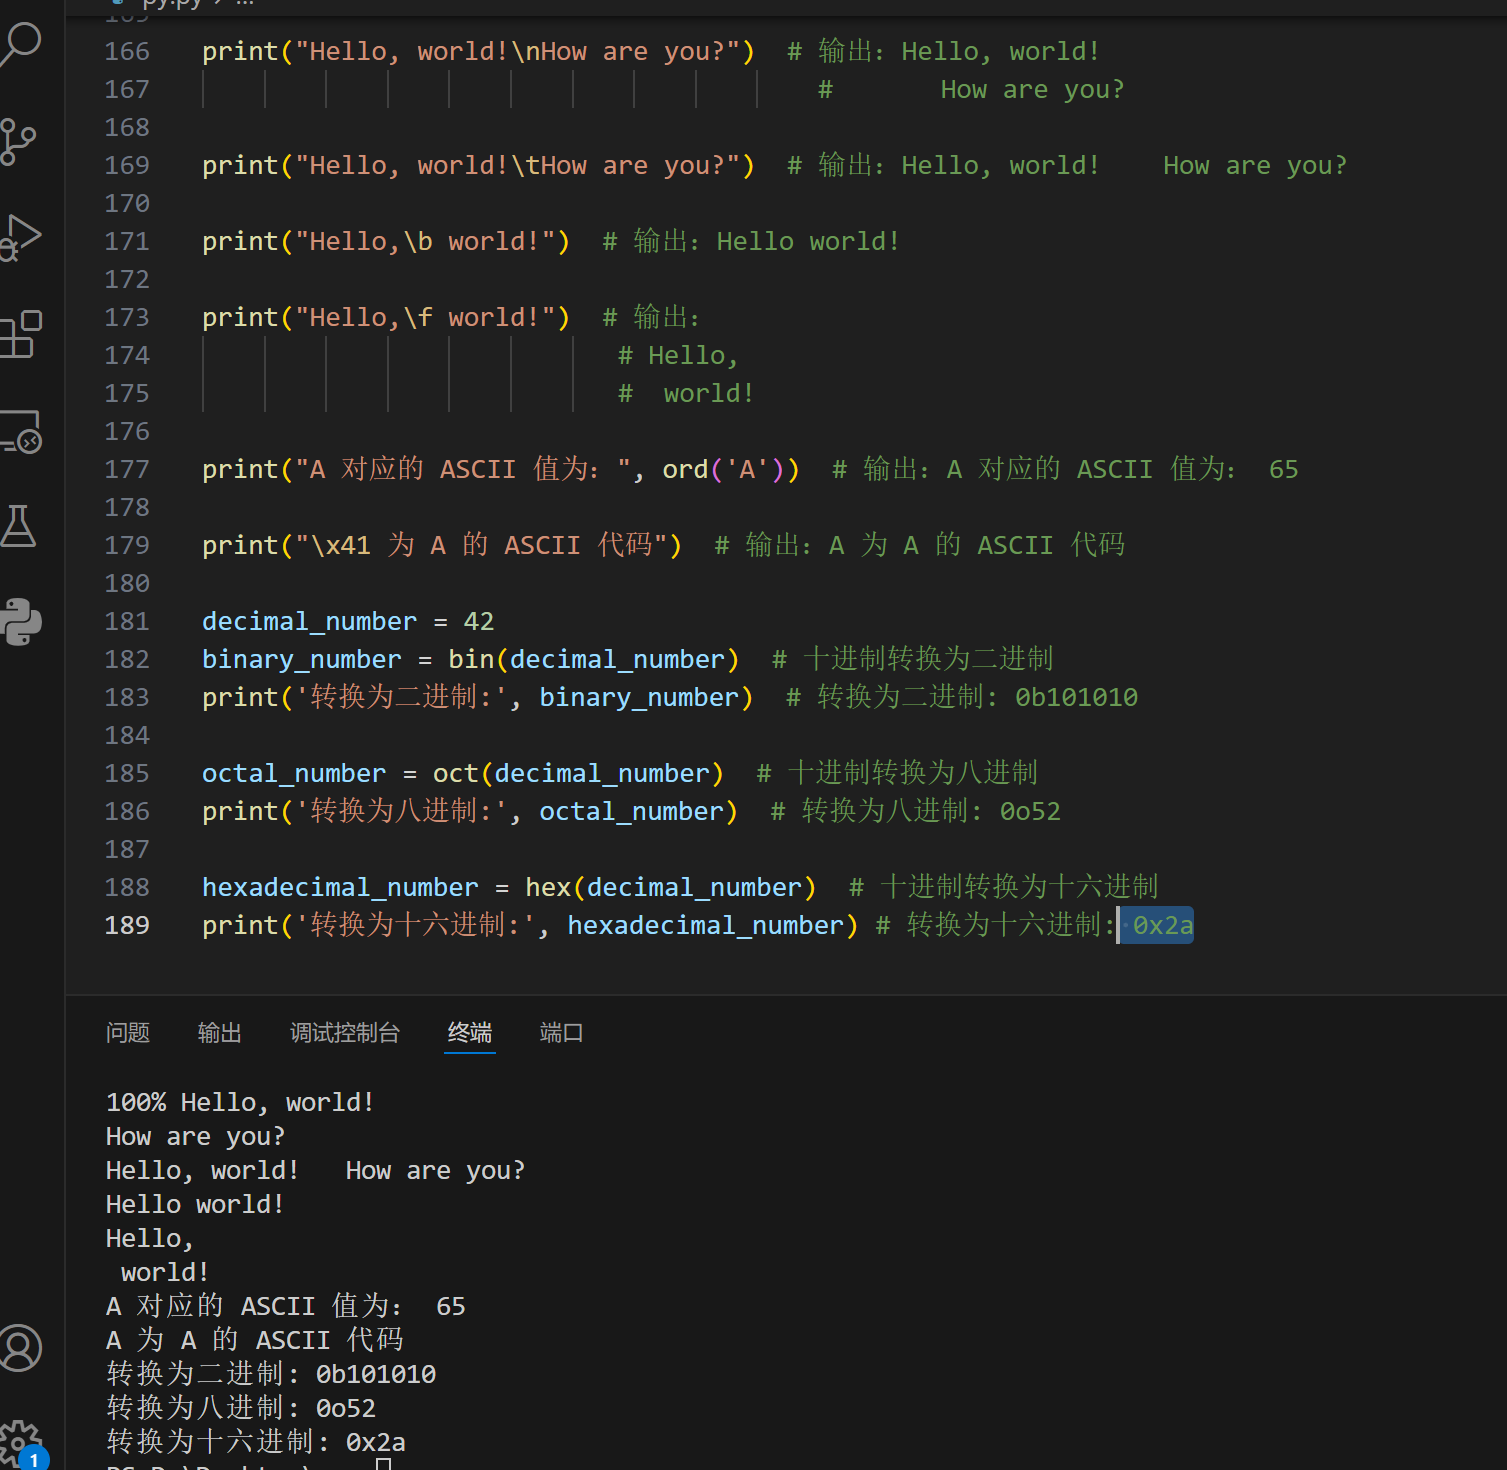 py.py > ...
166 print("Hello, world!\nHow are you?")  # 输出：Hello, world!
167 #       How are you?
168
169 print("Hello, world!\tHow are you?")  # 输出：Hello, world!    How are you?
170
171 print("Hello,\b world!")  # 输出：Hello world!
172
173 print("Hello,\f world!")  # 输出：
174 # Hello,
175 #  world!
176
177 print("A 对应的 ASCII 值为：", ord('A'))  # 输出：A 对应的 ASCII 值为： 65
178
179 print("\x41 为 A 的 ASCII 代码")  # 输出：A 为 A 的 ASCII 代码
180
181 decimal_number = 42
182 binary_number = bin(decimal_number)  # 十进制转换为二进制
183 print('转换为二进制:', binary_number)  # 转换为二进制: 0b101010
184
185 octal_number = oct(decimal_number)  # 十进制转换为八进制
186 print('转换为八进制:', octal_number)  # 转换为八进制: 0o52
187
188 hexadecimal_number = hex(decimal_number)  # 十进制转换为十六进制
189 print('转换为十六进制:', hexadecimal_number) # 转换为十六进制: 0x2a
问题 输出 调试控制台 终端 端口
100% Hello, world!
How are you?
Hello, world!   How are you?
Hello world!
Hello,
 world!
A 对应的 ASCII 值为： 65
A 为 A 的 ASCII 代码
转换为二进制: 0b101010
转换为八进制: 0o52
转换为十六进制: 0x2a
1